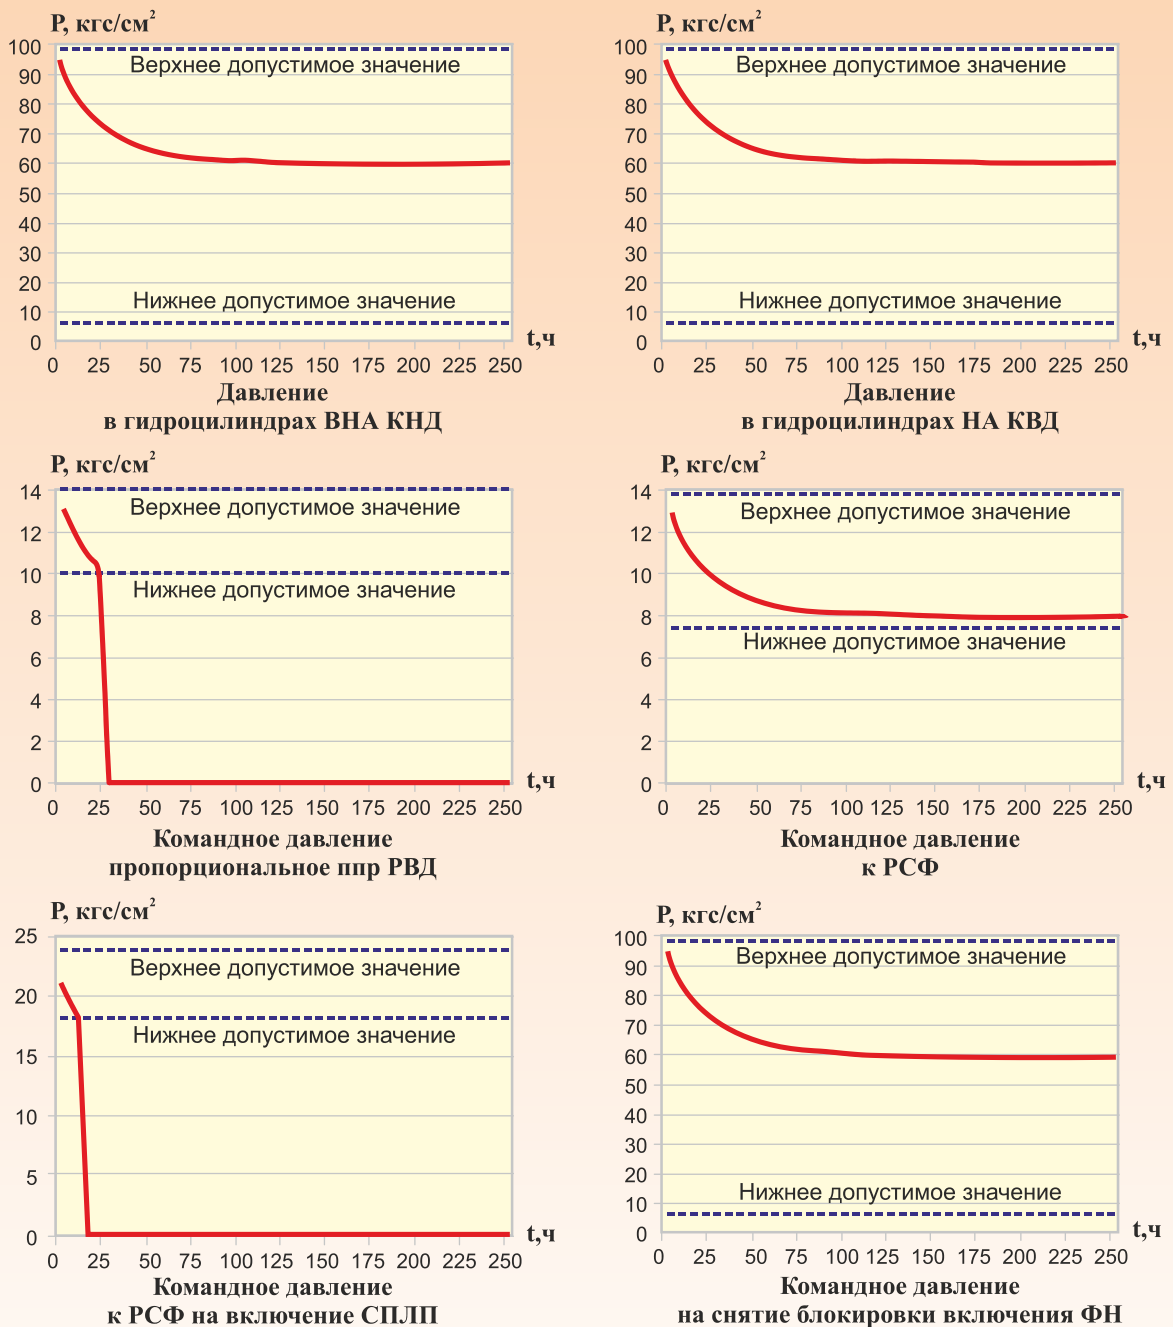 P, кгс/см²
100
90
80
70
60
50
40
30
20
10
0
Верхнее допустимое значение
Нижнее допустимое значение
t,ч
0 25 50 75 100 125 150 175 200 225 250
Давление
в гидроцилиндрах ВНА КНД
P, кгс/см²
100
90
80
70
60
50
40
30
20
10
0
Верхнее допустимое значение
Нижнее допустимое значение
t,ч
0 25 50 75 100 125 150 175 200 225 250
Давление
в гидроцилиндрах НА КВД
P, кгс/см²
14
12
10
8
6
4
2
0
Верхнее допустимое значение
Нижнее допустимое значение
t,ч
0 25 50 75 100 125 150 175 200 225 250
Командное давление
пропорциональное ппр РВД
P, кгс/см²
14
12
10
8
6
4
2
0
Верхнее допустимое значение
Нижнее допустимое значение
t,ч
0 25 50 75 100 125 150 175 200 225 250
Командное давление
к РСФ
P, кгс/см²
25
20
15
10
5
0
Верхнее допустимое значение
Нижнее допустимое значение
t,ч
0 25 50 75 100 125 150 175 200 225 250
Командное давление
к РСФ на включение СПЛП
P, кгс/см²
100
90
80
70
60
50
40
30
20
10
0
Верхнее допустимое значение
Нижнее допустимое значение
t,ч
0 25 50 75 100 125 150 175 200 225 250
Командное давление
на снятие блокировки включения ФН